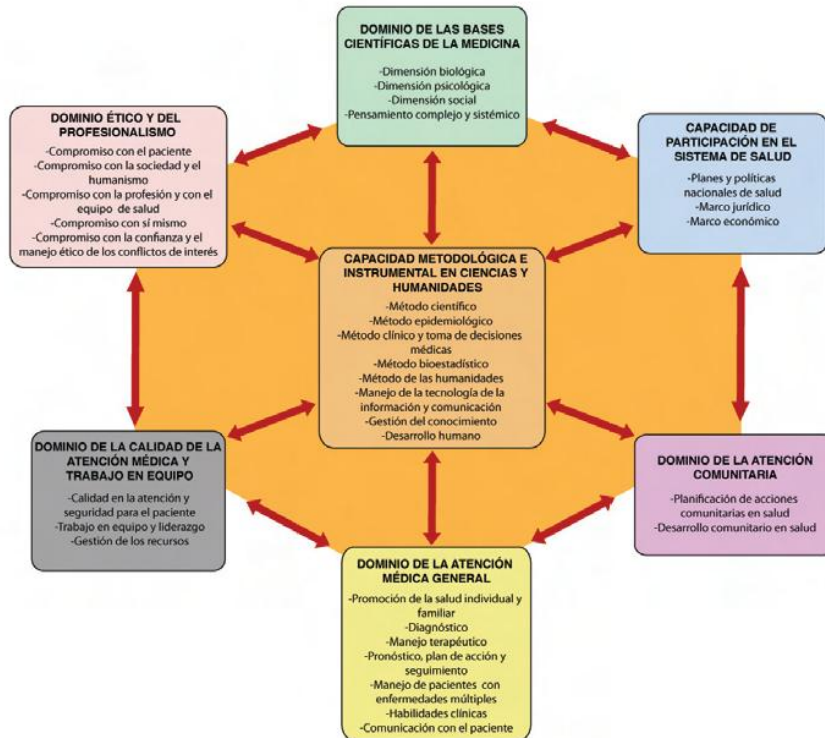 DOMINIO DE LAS BASES
CIENTÍFICAS DE LA MEDICINA
-Dimensión biológica
-Dimensión psicológica
-Dimensión social
-Pensamiento complejo y sistémico
DOMINIO ÉTICO Y DEL
PROFESIONALISMO
-Compromiso con el paciente
-Compromiso con la sociedad y el
humanismo
-Compromiso con la profesión y con el
equipo de salud
-Compromiso con sí mismo
-Compromiso con la confianza y el
manejo ético de los conflictos de interés
CAPACIDAD DE
PARTICIPACIÓN EN EL
SISTEMA DE SALUD
-Planes y políticas
nacionales de salud
-Marco jurídico
-Marco económico
CAPACIDAD METODOLÓGICA E
INSTRUMENTAL EN CIENCIAS Y
HUMANIDADES
-Método científico
-Método epidemiológico
-Método clínico y toma de decisiones
médicas
-Método bioestadístico
-Método de las humanidades
-Manejo de la tecnología de la
información y comunicación
-Gestión del conocimiento
-Desarrollo humano
DOMINIO DE LA CALIDAD DE LA
ATENCIÓN MÉDICA Y
TRABAJO EN EQUIPO
-Calidad en la atención y
seguridad para el paciente
-Trabajo en equipo y liderazgo
-Gestión de los recursos
DOMINIO DE LA ATENCIÓN
COMUNITARIA
-Planificación de acciones
comunitarias en salud
-Desarrollo comunitario en salud
DOMINIO DE LA ATENCIÓN
MÉDICA GENERAL
-Promoción de la salud individual y
familiar
-Diagnóstico
-Manejo terapéutico
-Pronóstico, plan de acción y
seguimiento
-Manejo de pacientes con
enfermedades múltiples
-Habilidades clínicas
-Comunicación con el paciente